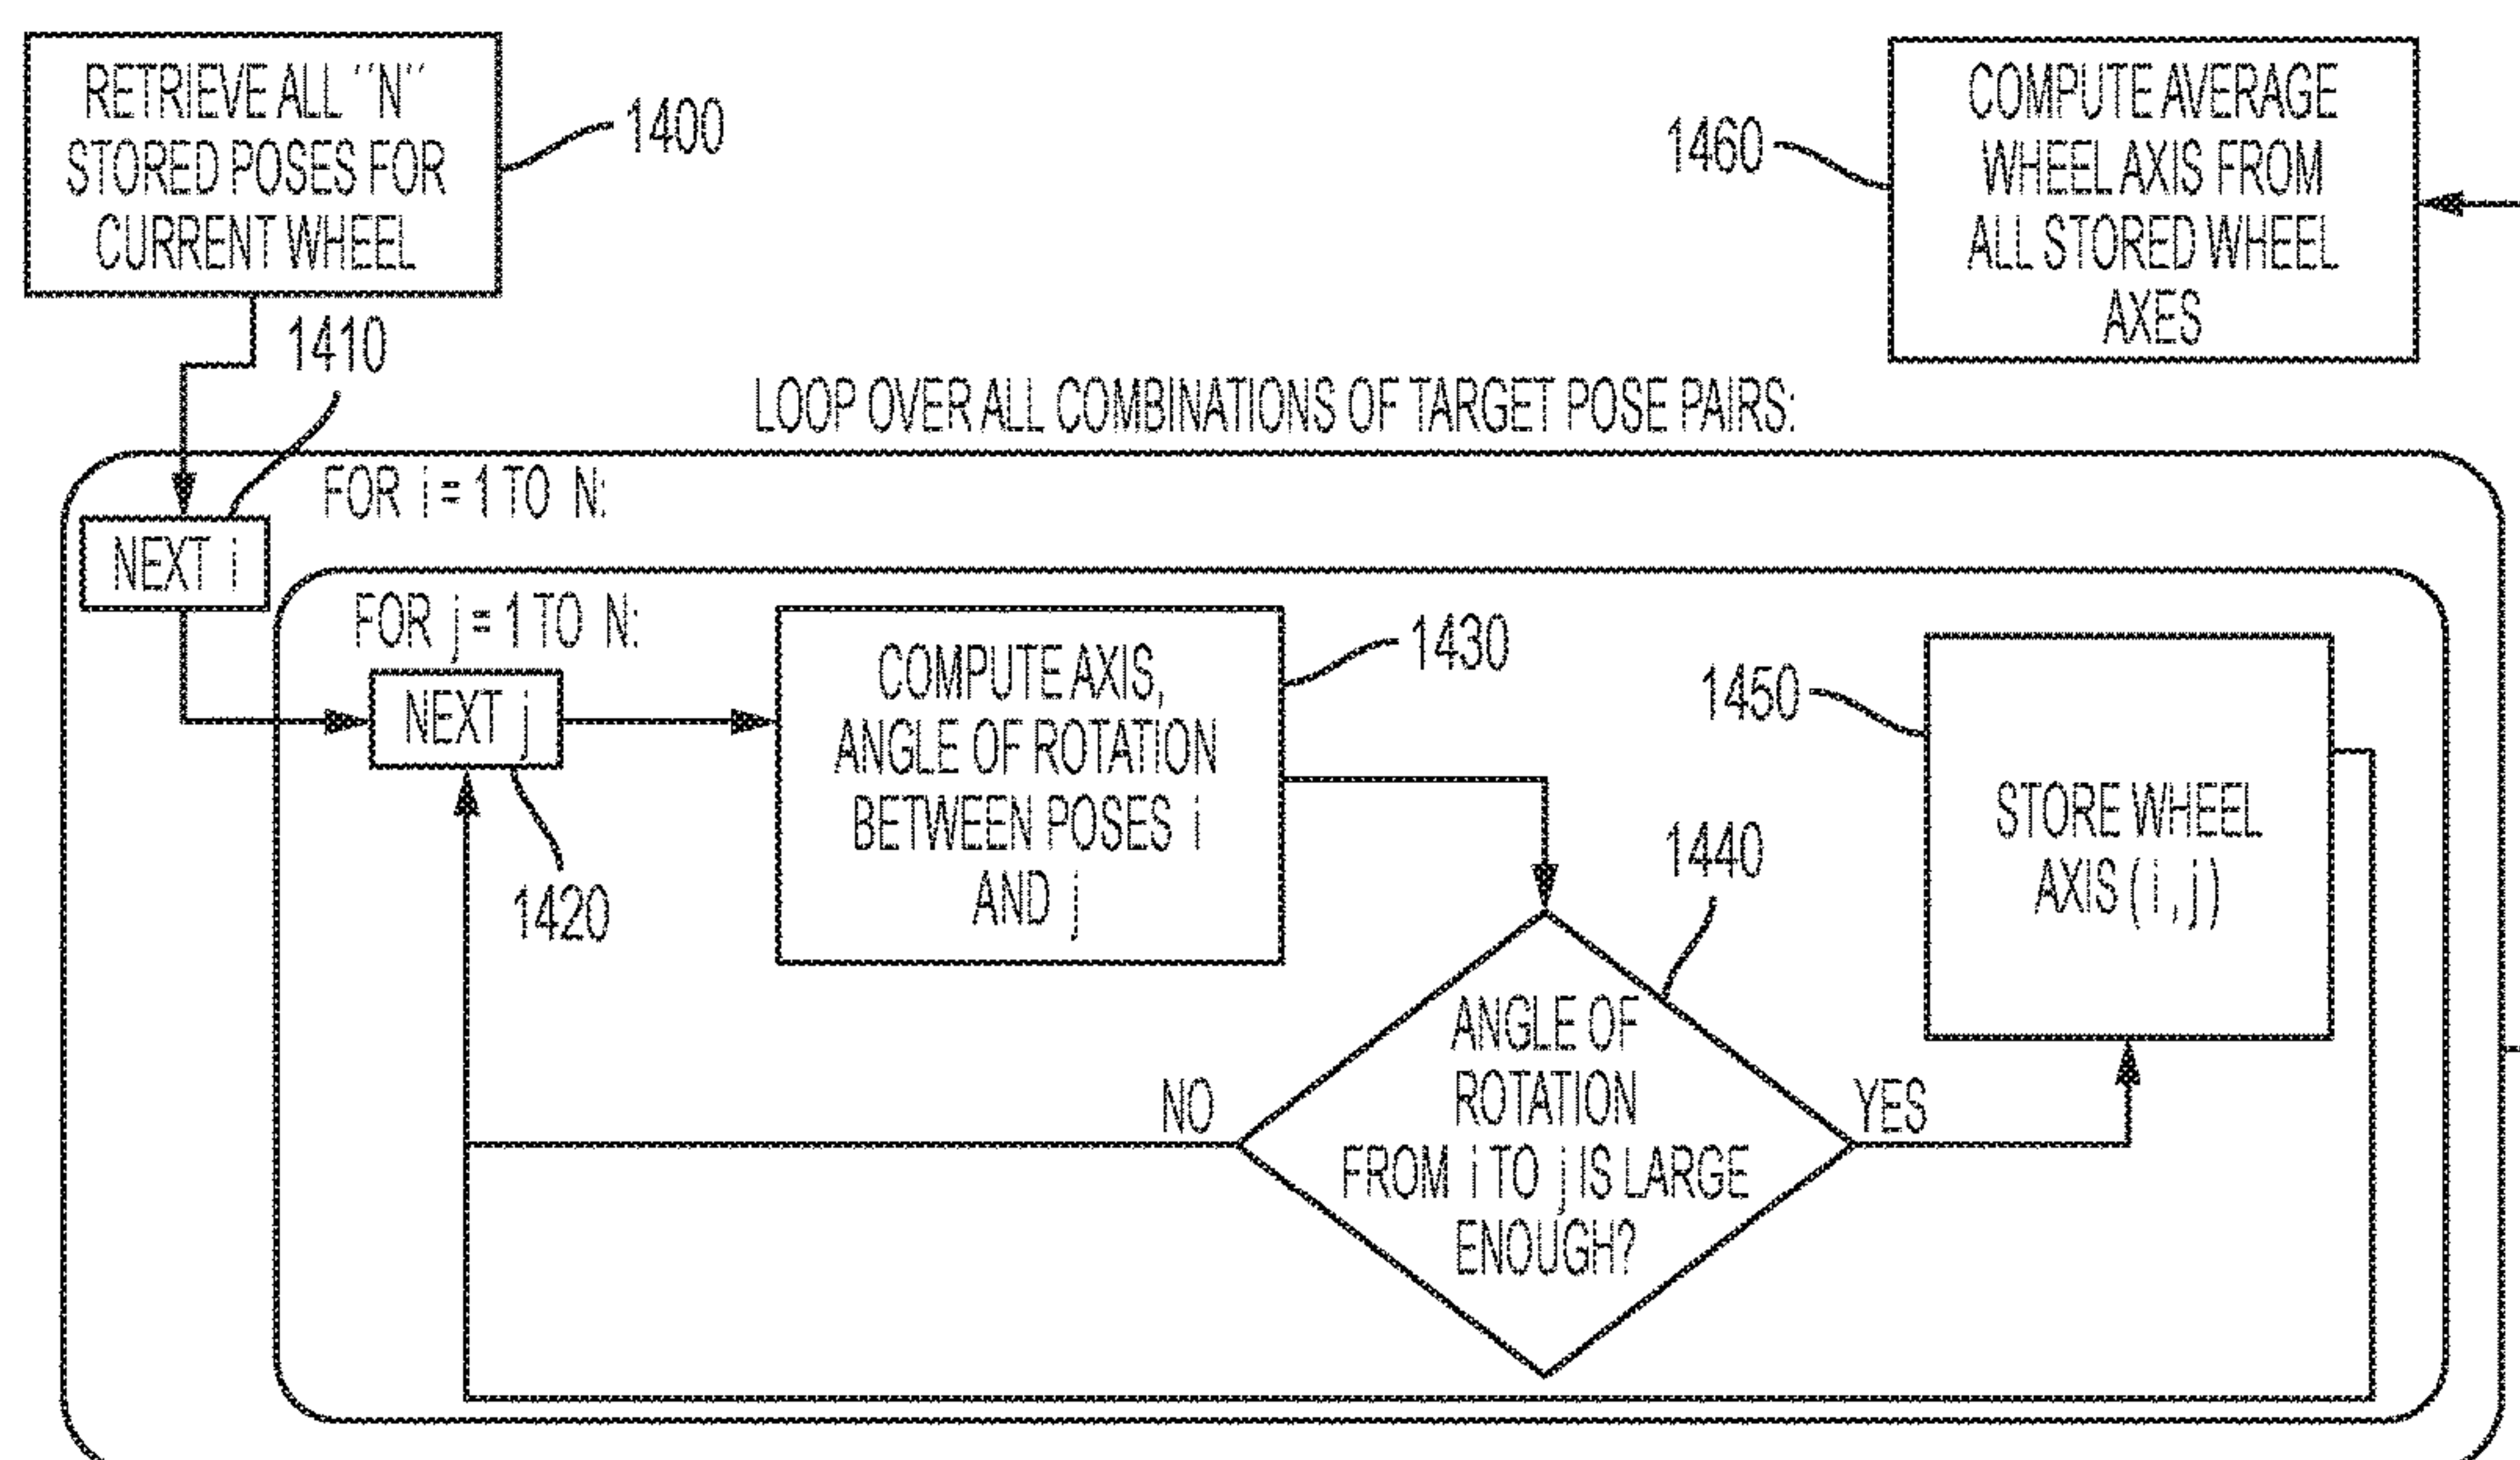 RETRIEVE ALL "N"
STORED POSES FOR
CURRENT WHEEL
1400
1410
1460
COMPUTE AVERAGE
WHEEL AXIS FROM
ALL STORED WHEEL
AXES
LOOP OVER ALL COMBINATIONS OF TARGET POSE PAIRS:
FOR i = 1 TO N:
NEXT i
FOR j = 1 TO N:
NEXT j
1420
COMPUTE AXIS,
ANGLE OF ROTATION
BETWEEN POSES i
AND j
1430
1440
ANGLE OF
ROTATION
FROM i TO j IS LARGE
ENOUGH?
NO
YES
1450
STORE WHEEL
AXIS ( i , j )